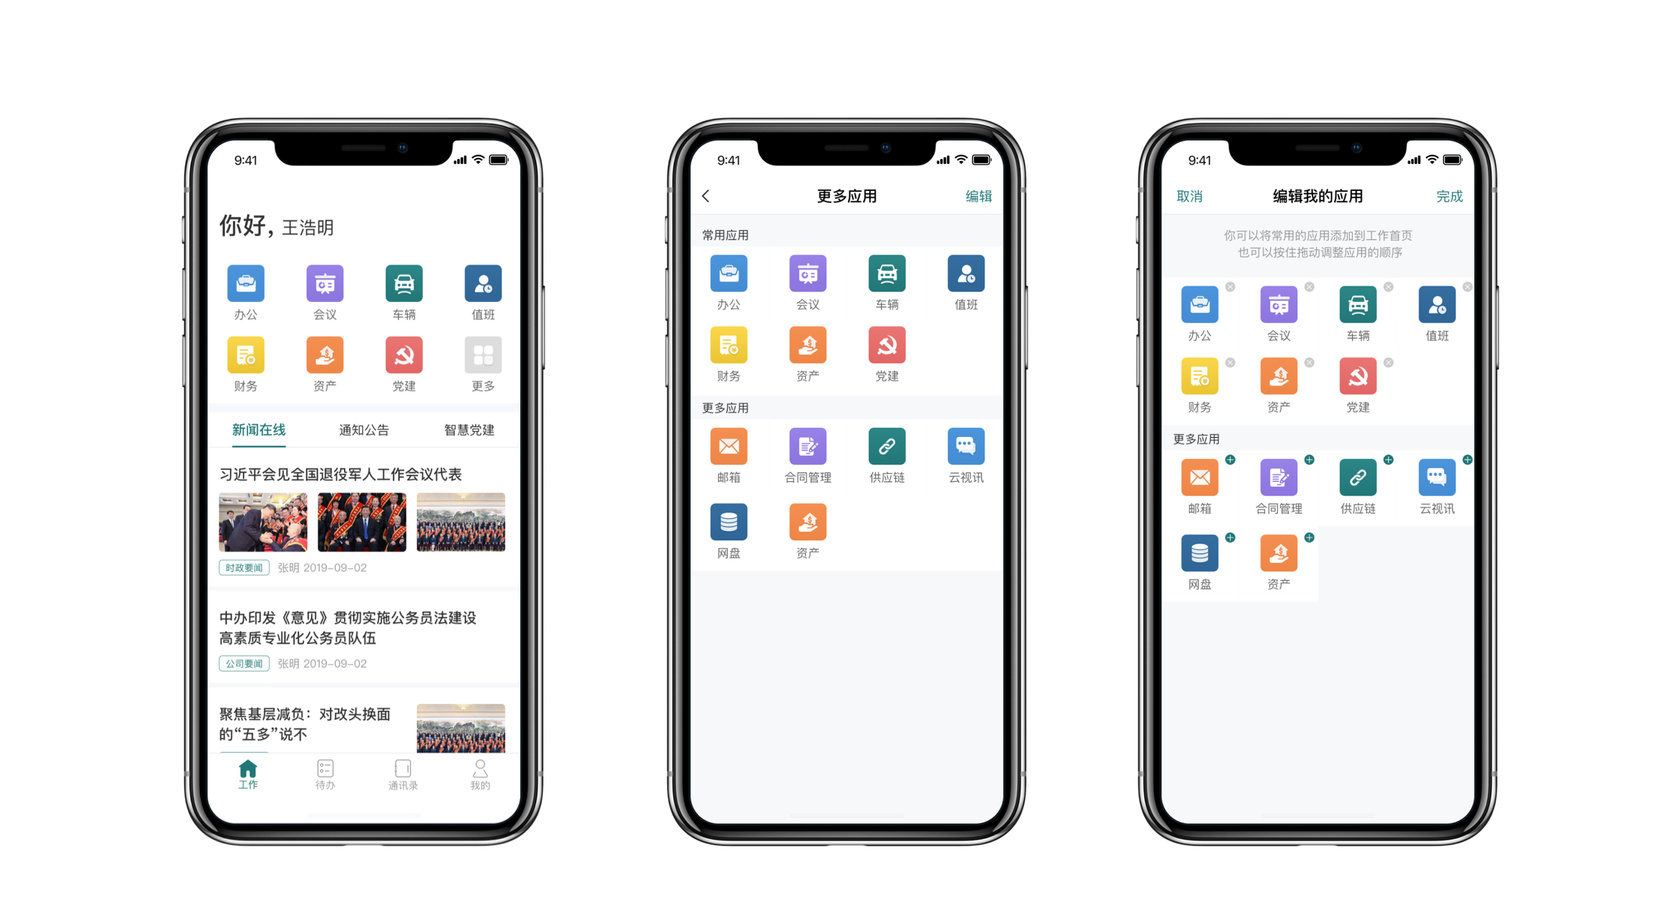 9:41
你好，王浩明
办公 会议 车辆 值班
财务 资产 党建 更多
新闻在线 通知公告 智慧党建
习近平会见全国退役军人工作会议代表
时政要闻 张明 2019-09-02
中办印发《意见》贯彻实施公务员法建设
高素质专业化公务员队伍
公司要闻 张明 2019-09-02
聚焦基层减负：对改头换面
的“五多”说不
工作 待办 通讯录 我的
9:41
更多应用 编辑
常用应用
办公 会议 车辆 值班
财务 资产 党建
更多应用
邮箱 合同管理 供应链 云视讯
网盘 资产
9:41
取消 编辑我的应用 完成
你可以将常用的应用添加到工作首页
也可以按住拖动调整应用的顺序
办公 会议 车辆 值班
财务 资产 党建
更多应用
邮箱 合同管理 供应链 云视讯
网盘 资产